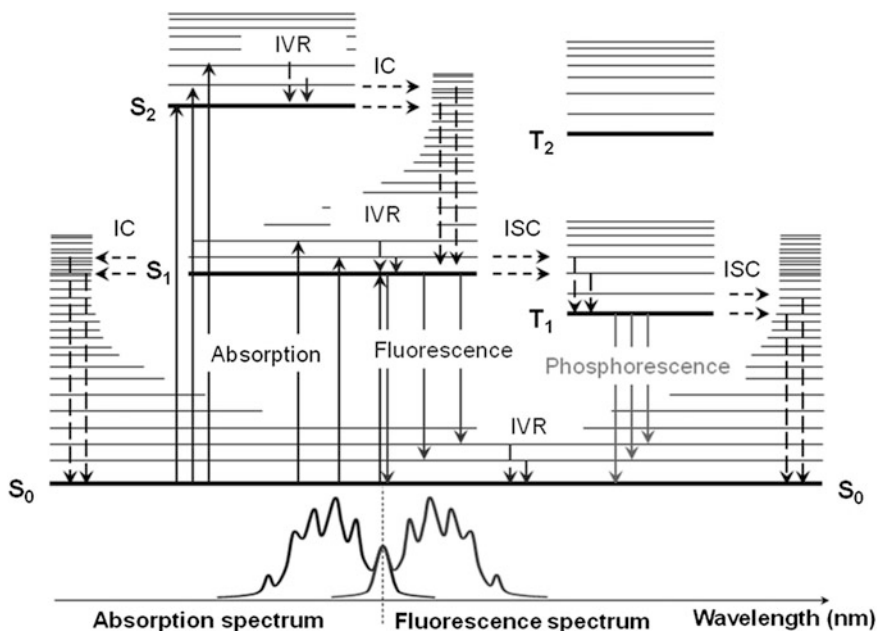 IVR
IC
S2
T2
IVR
IC
ISC
S1
ISC
T1
Absorption
Fluorescence
Phosphorescence
IVR
S0
S0
Absorption spectrum
Fluorescence spectrum
Wavelength (nm)